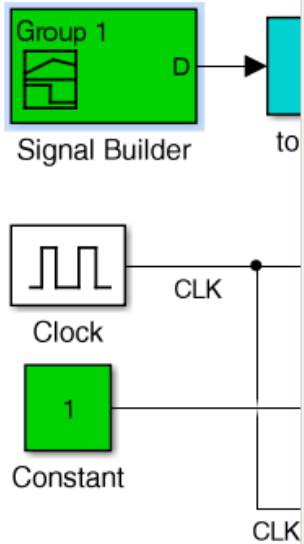 Group 1
D
Signal Builder
to
CLK
Clock
1
Constant
CLK